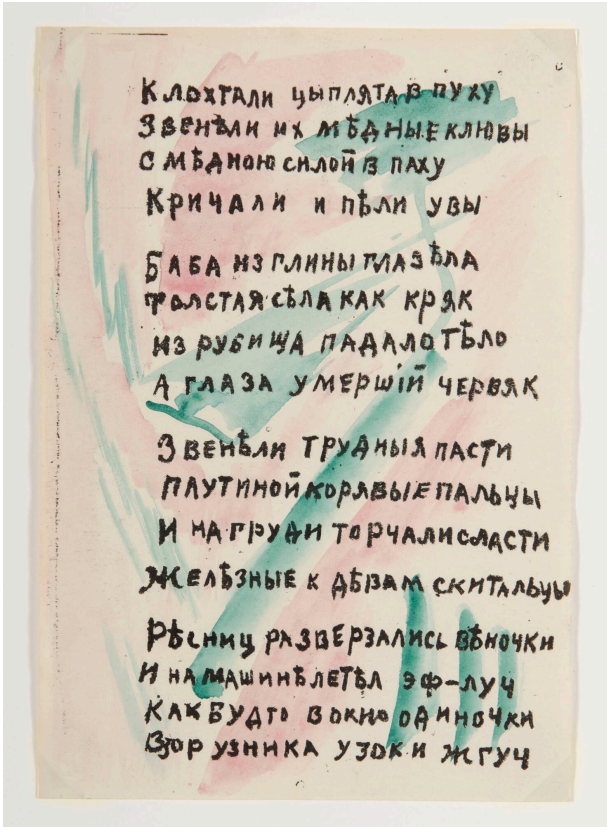 Клохтали цыплята в пуху
Звенѣли их мѣдные клювы
С мѣдною силой в паху
Кричали и пѣли увы
Баба из глины глазѣла
Толстая сѣла как кряк
Из рубища падало тѣло
А глаза умершій червяк
Звенѣли трудныя пасти
Паутиной корявые пальцы
И на груди торчали сласти
Желѣзные к дѣвам скитальцы
Рѣсниц разверзались вѣночки
И на машинѣ летѣл эф-луч
Как будто в окно одиночки
Взор узника узок и жгуч